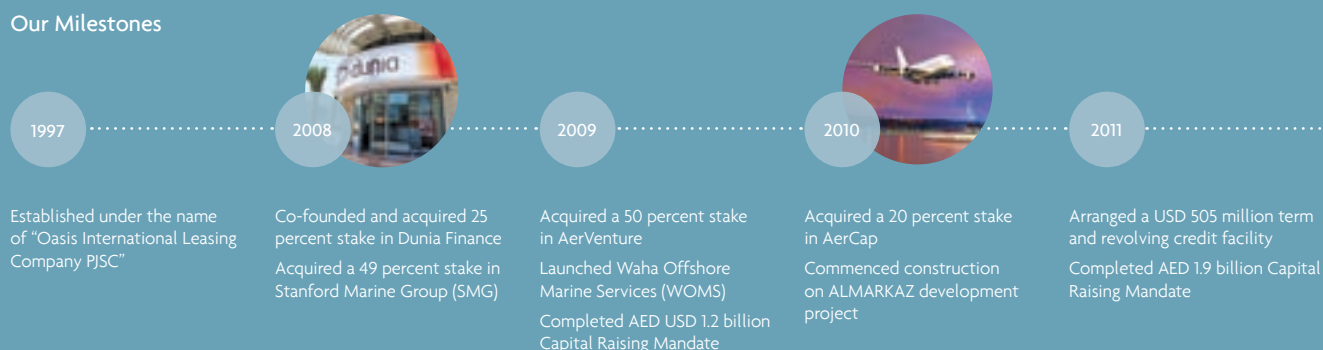 Our Milestones
dunia
1997
2008
2009
2010
2011
Established under the name
of “Oasis International Leasing
Company PJSC”
Co-founded and acquired 25
percent stake in Dunia Finance
Acquired a 49 percent stake in
Stanford Marine Group (SMG)
Acquired a 50 percent stake
in AerVenture
Launched Waha Offshore
Marine Services (WOMS)
Completed AED USD 1.2 billion
Capital Raising Mandate
Acquired a 20 percent stake
in AerCap
Commenced construction
on ALMARKAZ development
project
Arranged a USD 505 million term
and revolving credit facility
Completed AED 1.9 billion Capital
Raising Mandate